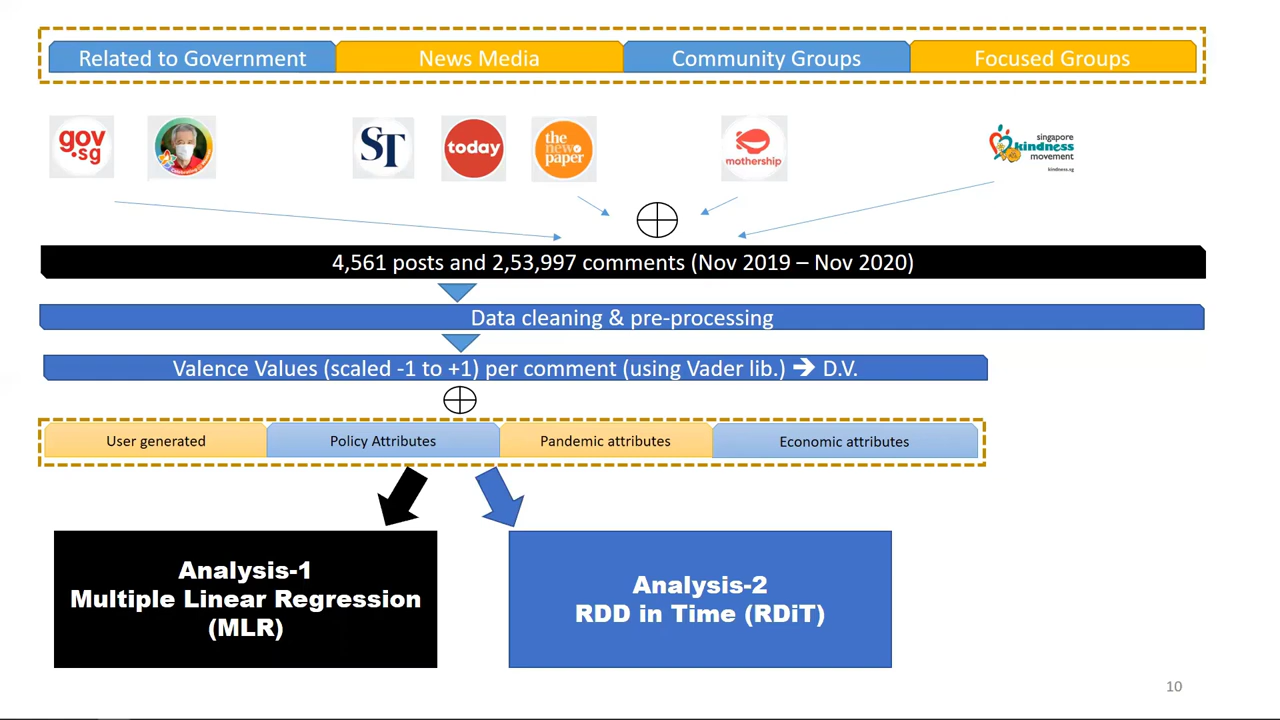 Related to Government
News Media
Community Groups
Focused Groups
gov
.sg
ST
today
the
new
paper
mothership
singapore
kindness
movement
kindness.sg
4,561 posts and 2,53,997 comments (Nov 2019 – Nov 2020)
Data cleaning & pre-processing
Valence Values (scaled -1 to +1) per comment (using Vader lib.) 🡺 D.V.
User generated
Policy Attributes
Pandemic attributes
Economic attributes
Analysis-1
Multiple Linear Regression
(MLR)
Analysis-2
RDD in Time (RDiT)
10